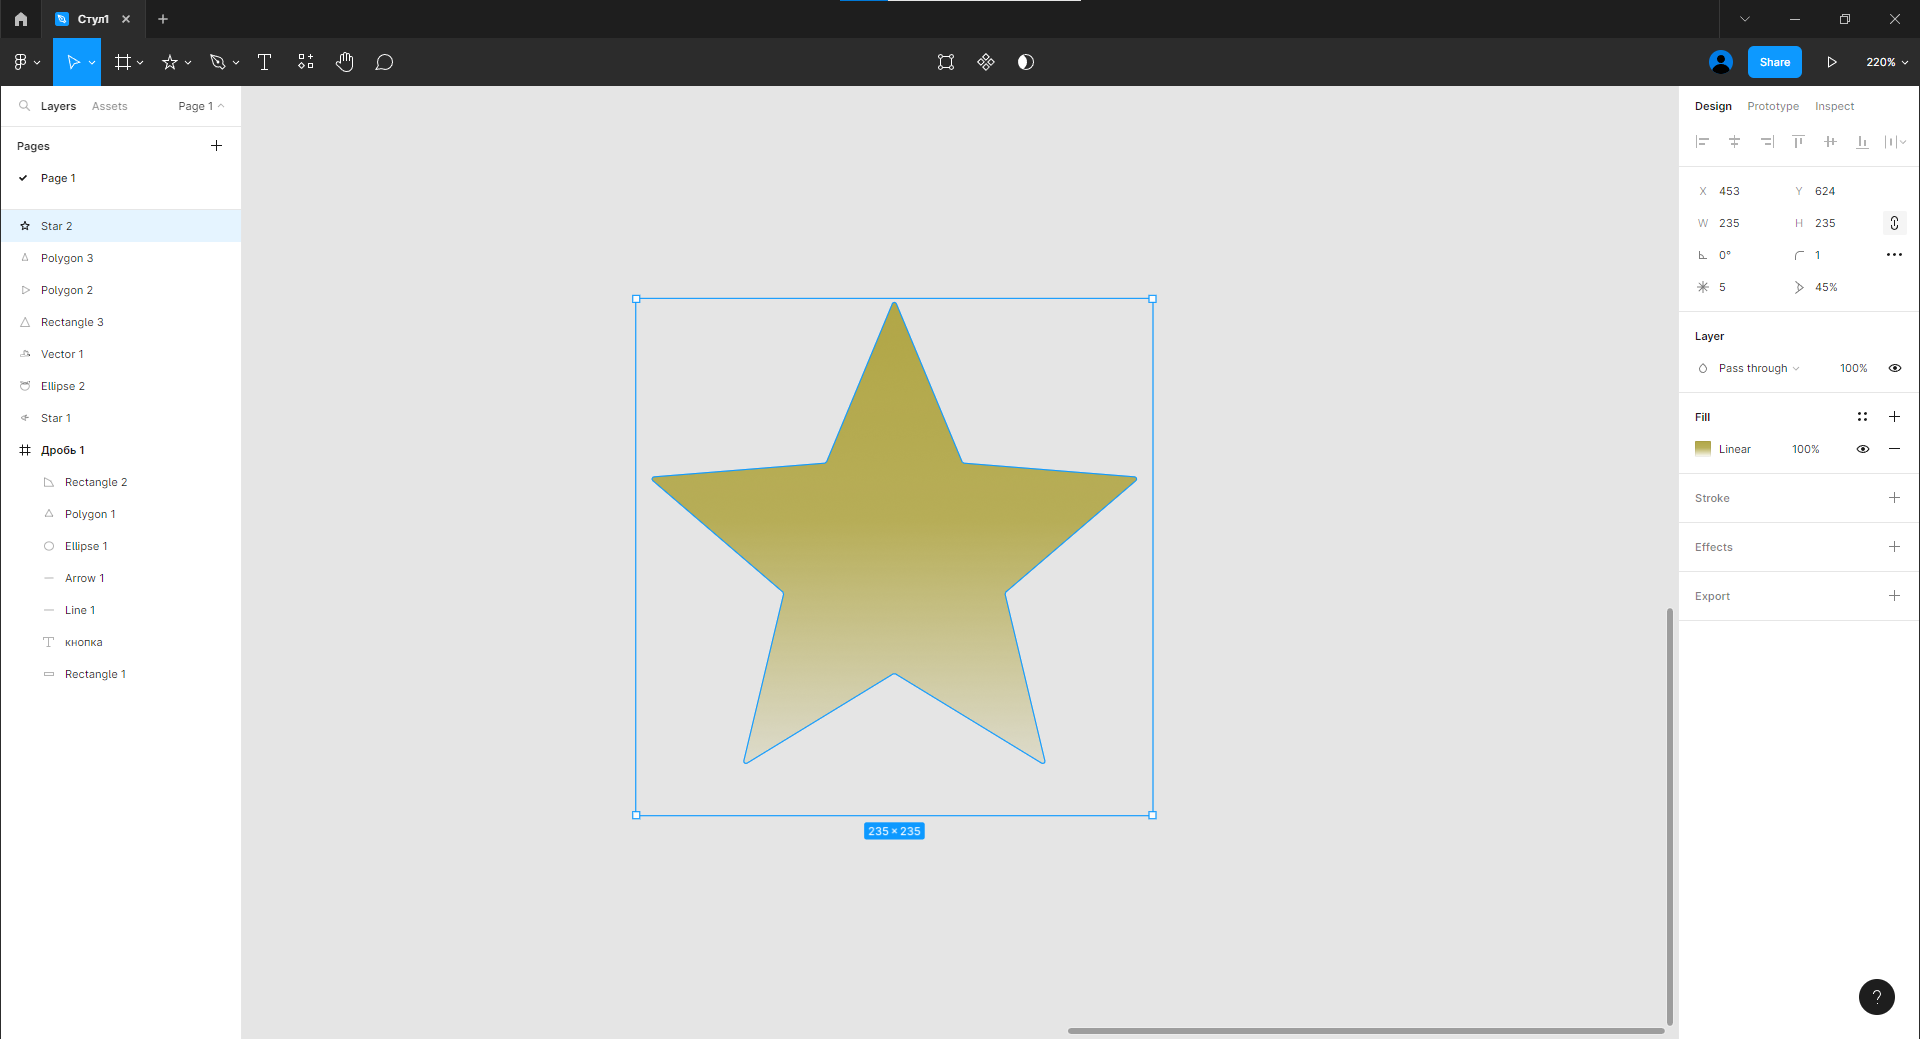 Стул1
Share
220%
Layers
Assets
Page 1
Pages
Page 1
Star 2
Polygon 3
Polygon 2
Rectangle 3
Vector 1
Ellipse 2
Star 1
Дробь 1
Rectangle 2
Polygon 1
Ellipse 1
Arrow 1
Line 1
кнопка
Rectangle 1
235 × 235
Design
Prototype
Inspect
X 453 Y 624
W 235 H 235
0° 1
5 45%
Layer
Pass through 100%
Fill
Linear 100%
Stroke
Effects
Export
?